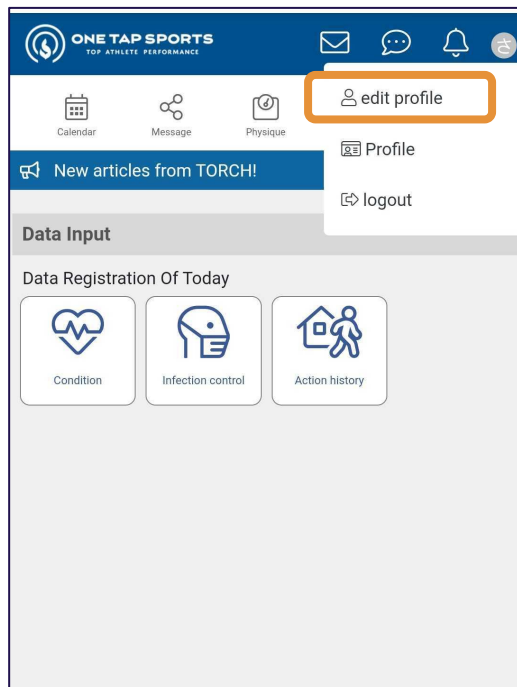 ONE TAP SPORTS
TOP ATHLETE PERFORMANCE
さ
edit profile
Profile
logout
Calendar
Message
Physique
New articles from TORCH!
Data Input
Data Registration Of Today
Condition
Infection control
Action history